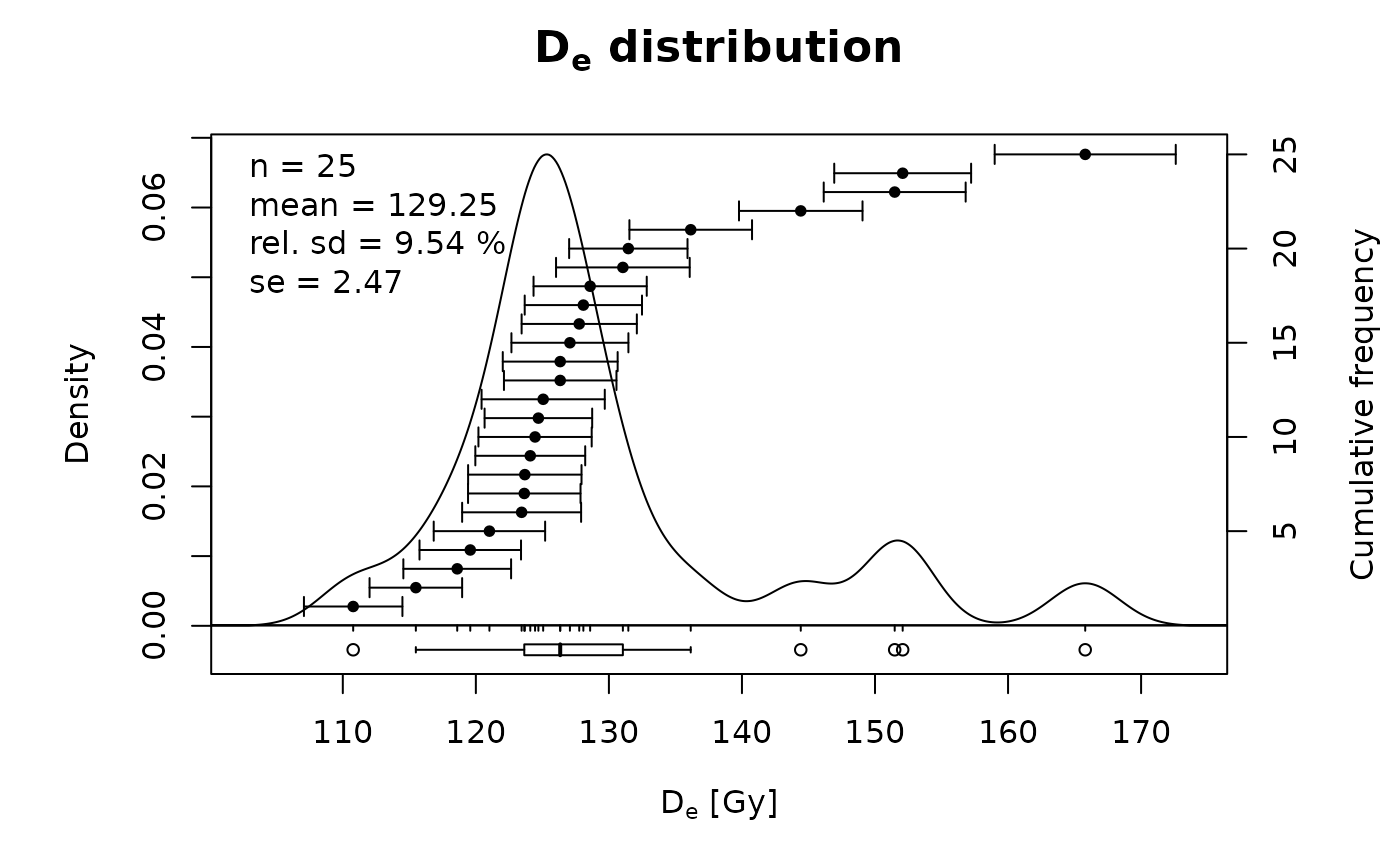 De distribution
n = 25
mean = 129.25
rel. sd = 9.54 %
se = 2.47
Density
0.00
0.02
0.04
0.06
Cumulative frequency
5
10
15
20
25
110 120 130 140 150 160 170
De [Gy]